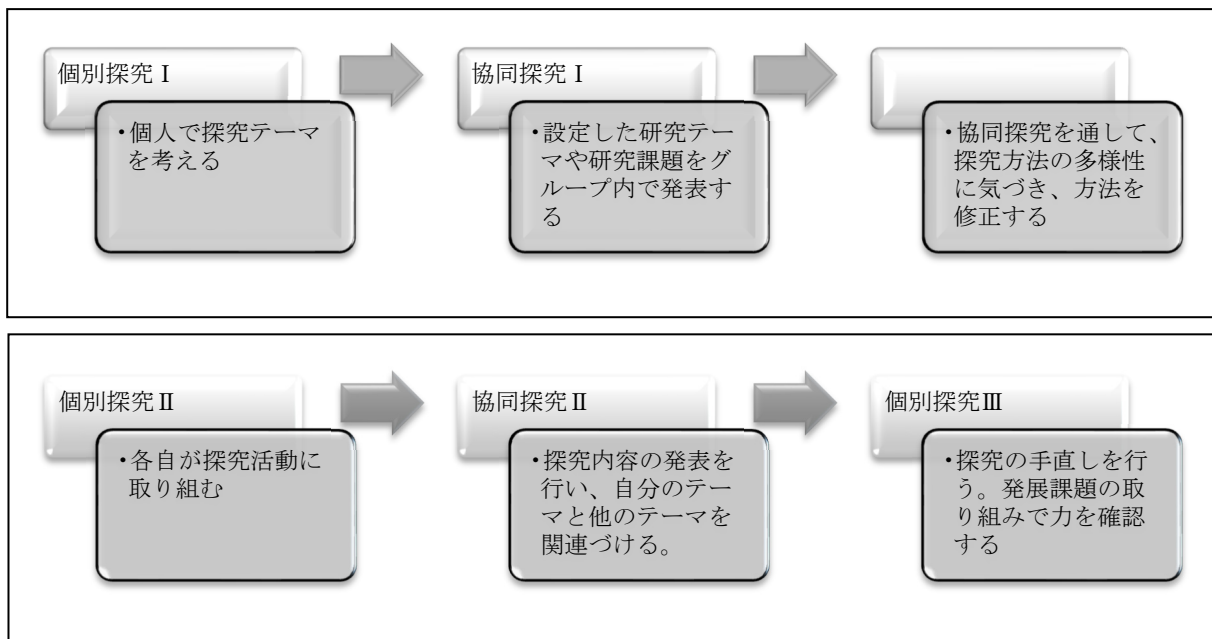 個別探究Ⅰ
・個人で探究テーマ
を考える
協同探究Ⅰ
・設定した研究テー
マや研究課題をグ
ループ内で発表す
る
・協同探究を通して、
探究方法の多様性
に気づき、方法を
修正する
個別探究Ⅱ
・各自が探究活動に
取り組む
協同探究Ⅱ
・探究内容の発表を
行い、自分のテー
マと他のテーマを
関連づける。
個別探究Ⅲ
・探究の手直しを行
う。発展課題の取
り組みで力を確認
する